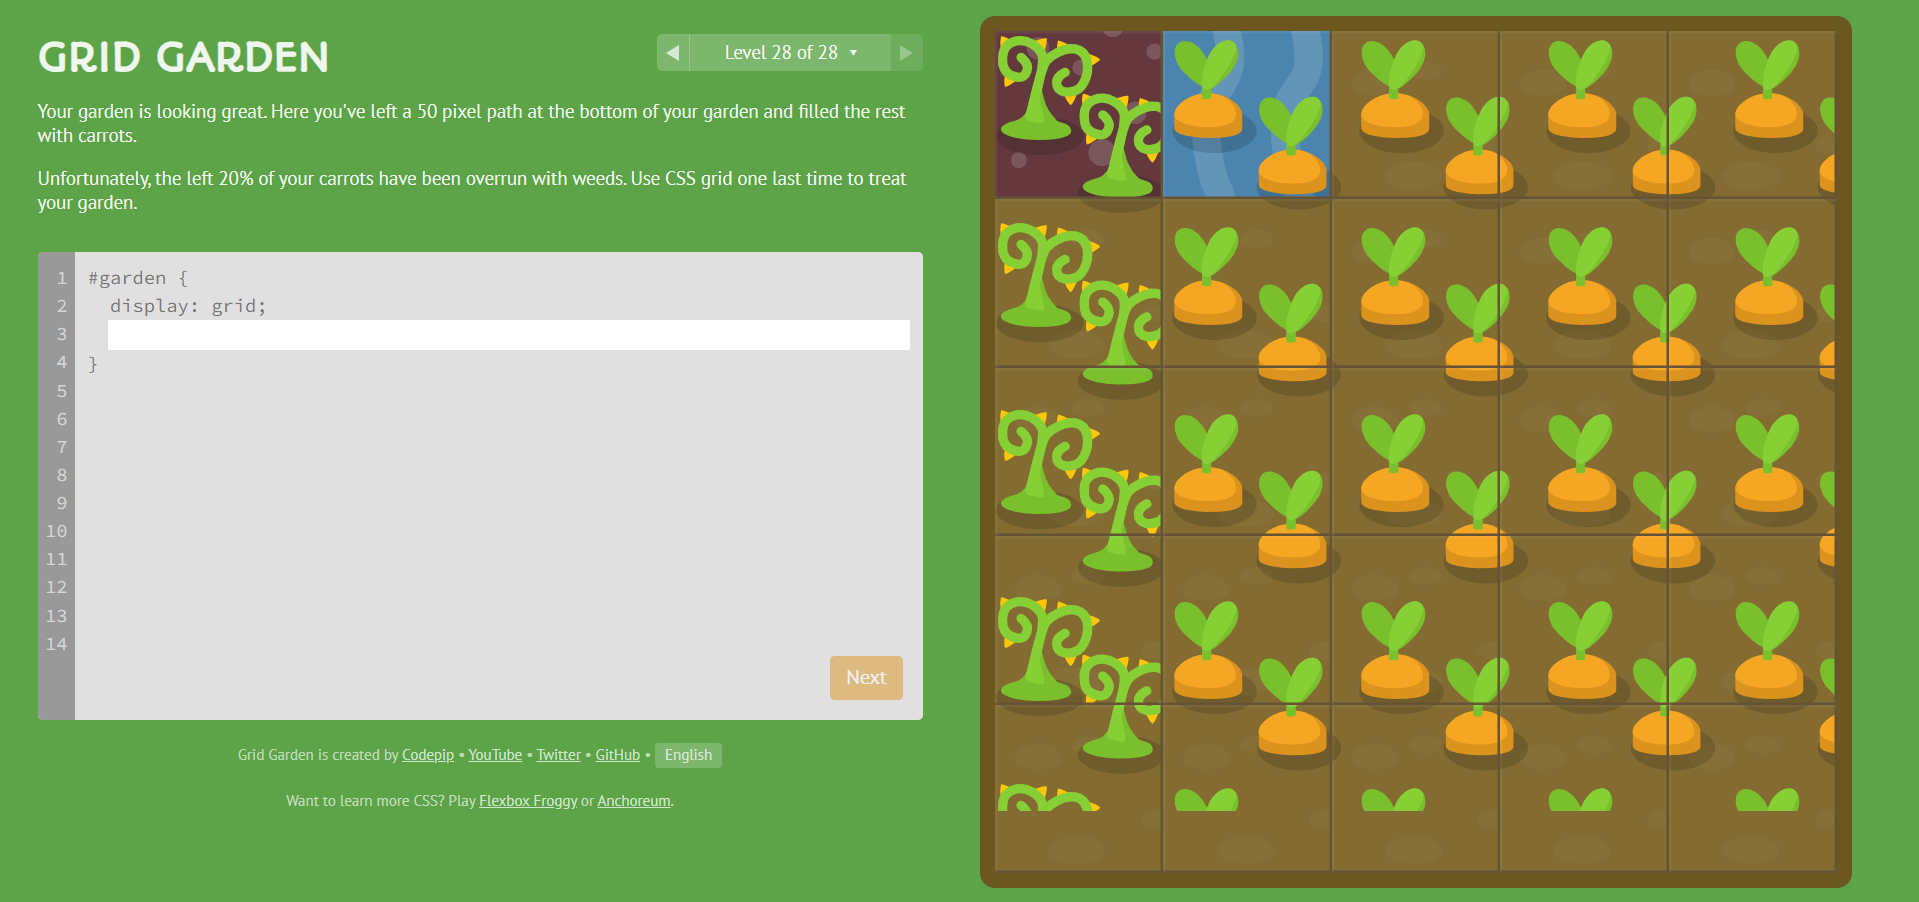 GRID GARDEN
Level 28 of 28
Your garden is looking great. Here you've left a 50 pixel path at the bottom of your garden and filled the rest
with carrots.
Unfortunately, the left 20% of your carrots have been overrun with weeds. Use CSS grid one last time to treat
your garden.
1 #garden {
2 display: grid;
3
4 }
5
6
7
8
9
10
11
12
13
14
Next
Grid Garden is created by Codepip • YouTube • Twitter • GitHub • English
Want to learn more CSS? Play Flexbox Froggy or Anchoreum.